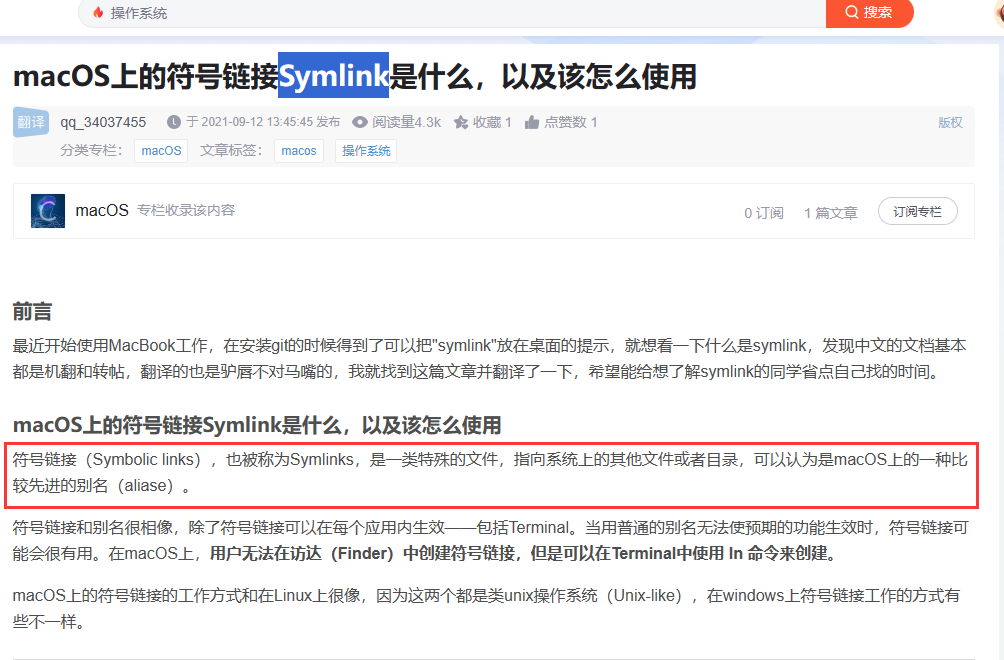 操作系统
搜索
macOS上的符号链接Symlink是什么，以及该怎么使用
翻译 qq_34037455 于 2021-09-12 13:45:45 发布 阅读量4.3k 收藏 1 点赞数 1 版权
分类专栏： macOS 文章标签： macos 操作系统
macOS 专栏收录该内容 0 订阅 1 篇文章 订阅专栏
前言
最近开始使用MacBook工作，在安装git的时候得到了可以把"symlink"放在桌面的提示，就想看一下什么是symlink，发现中文的文档基本
都是机翻和转帖，翻译的也是驴唇不对马嘴的，我就找到这篇文章并翻译了一下，希望能给想了解symlink的同学省点自己找的时间。
macOS上的符号链接Symlink是什么，以及该怎么使用
符号链接（Symbolic links），也被称为Symlinks，是一类特殊的文件，指向系统上的其他文件或者目录，可以认为是macOS上的一种比
较先进的别名（aliase）。
符号链接和别名很相像，除了符号链接可以在每个应用内生效——包括Terminal。当用普通的别名无法使预期的功能生效时，符号链接可
能会很有用。在macOS上，用户无法在访达（Finder）中创建符号链接，但是可以在Terminal中使用 ln 命令来创建。
macOS上的符号链接的工作方式和在Linux上很像，因为这两个都是类unix操作系统（Unix-like），在windows上符号链接工作的方式有
些不一样。